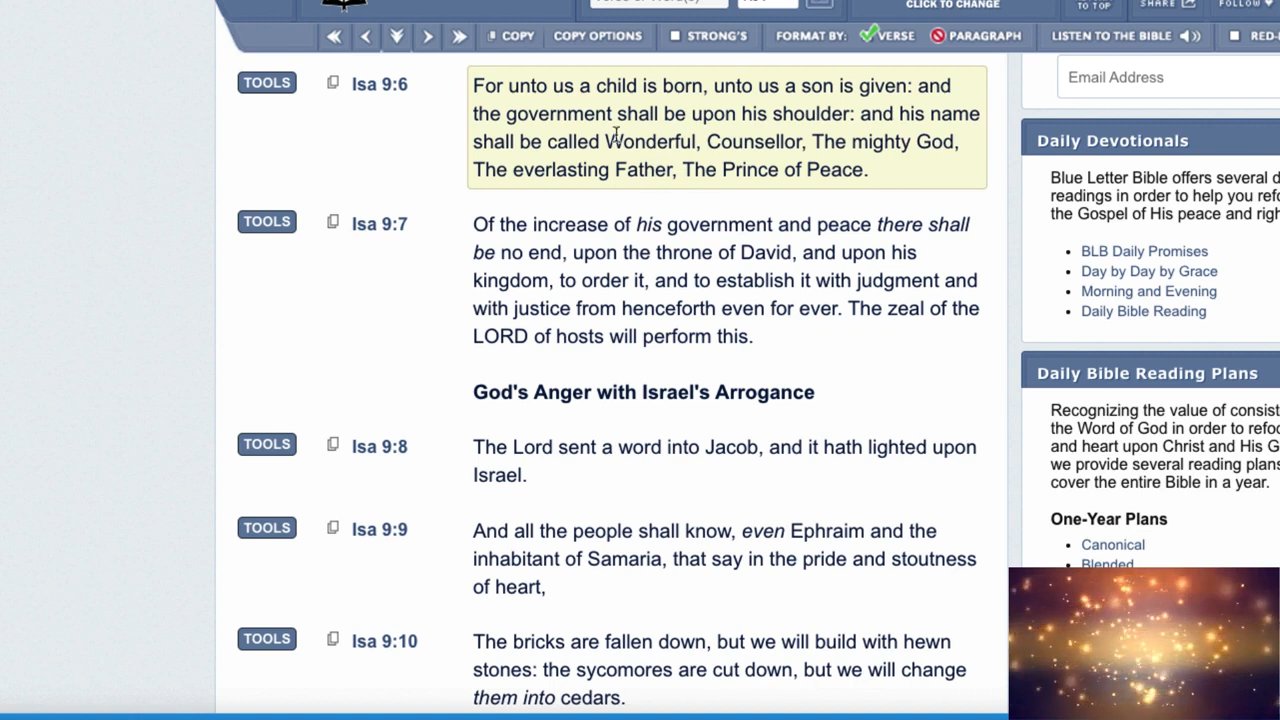 CLICK TO CHANGE
TO TOP
SHARE
FOLLOW
COPY
COPY OPTIONS
STRONG'S
FORMAT BY:
VERSE
PARAGRAPH
LISTEN TO THE BIBLE
TOOLS
Isa 9:6
For unto us a child is born, unto us a son is given: and
the government shall be upon his shoulder: and his name
shall be called Wonderful, Counsellor, The mighty God,
The everlasting Father, The Prince of Peace.
TOOLS
Isa 9:7
Of the increase of his government and peace there shall
be no end, upon the throne of David, and upon his
kingdom, to order it, and to establish it with judgment and
with justice from henceforth even for ever. The zeal of the
LORD of hosts will perform this.
God's Anger with Israel's Arrogance
TOOLS
Isa 9:8
The Lord sent a word into Jacob, and it hath lighted upon
Israel.
TOOLS
Isa 9:9
And all the people shall know, even Ephraim and the
inhabitant of Samaria, that say in the pride and stoutness
of heart,
TOOLS
Isa 9:10
The bricks are fallen down, but we will build with hewn
stones: the sycomores are cut down, but we will change
them into cedars.
Email Address
Daily Devotionals
Blue Letter Bible offers several
readings in order to help you
the Gospel of His peace and
BLB Daily Promises
Day by Day by Grace
Morning and Evening
Daily Bible Reading
Daily Bible Reading Plans
Recognizing the value of
the Word of God in order to
and heart upon Christ and His
we provide several reading
cover the entire Bible in a year.
One-Year Plans
Canonical
Blended